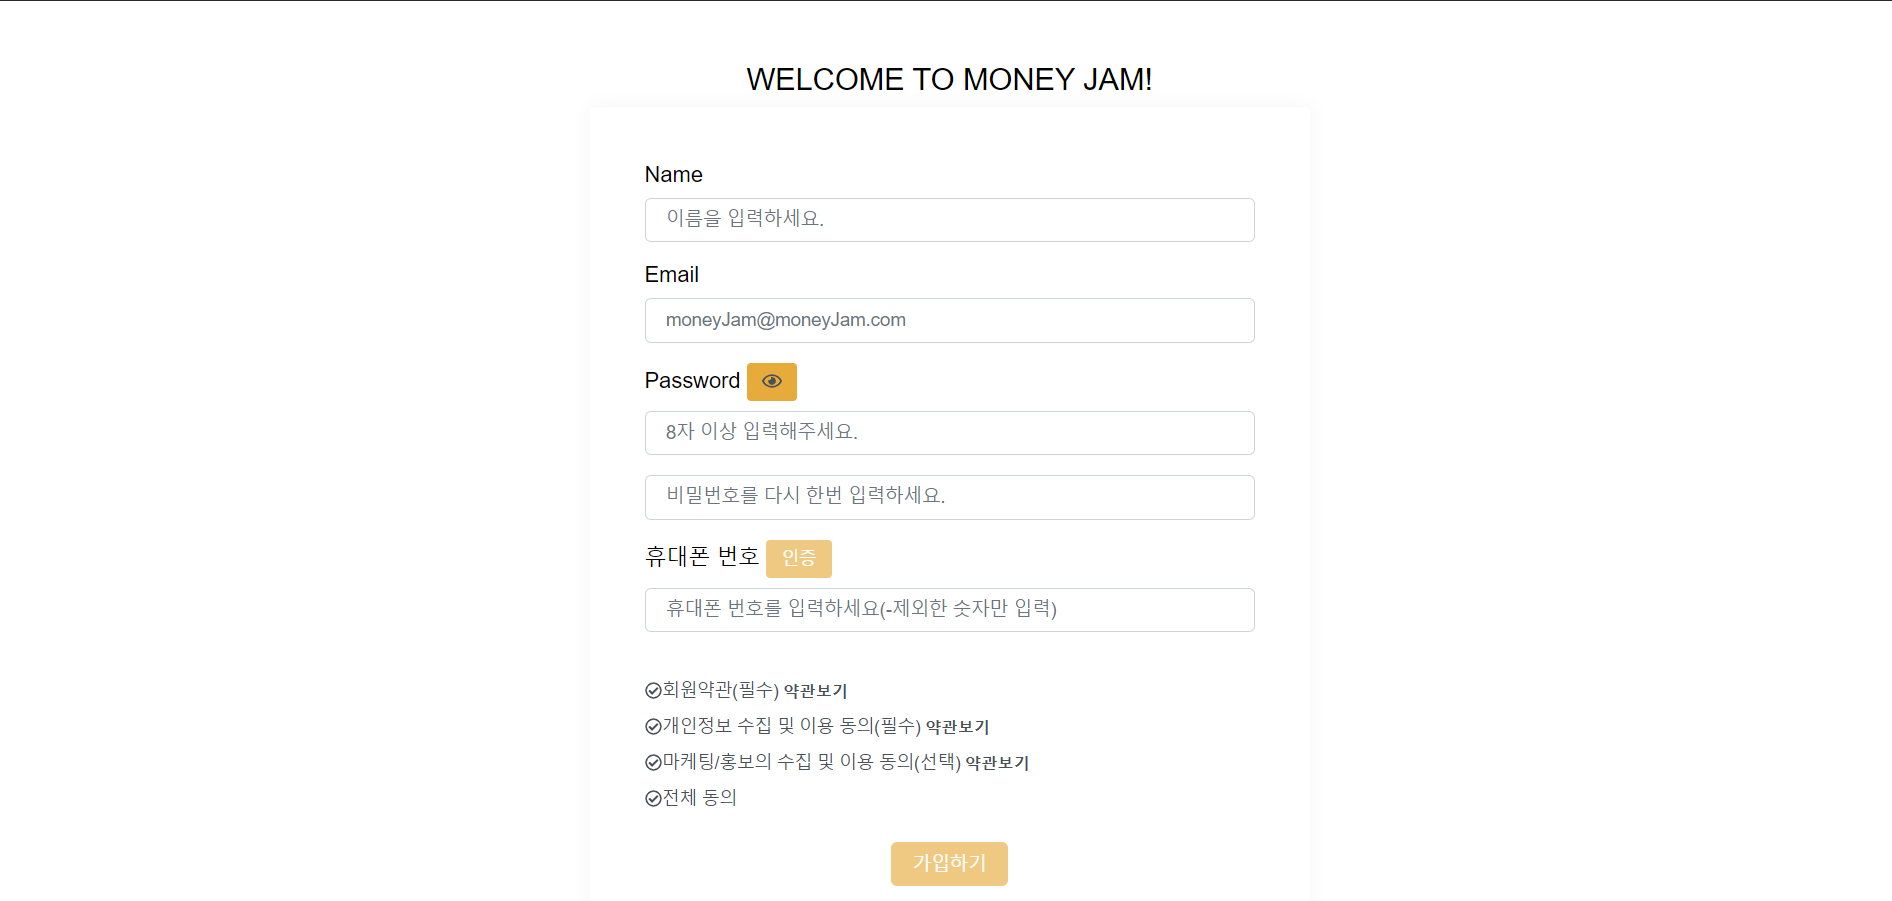 WELCOME TO MONEY JAM!
Name
이름을 입력하세요.
Email
moneyJam@moneyJam.com
Password
8자 이상 입력해주세요.
비밀번호를 다시 한번 입력하세요.
휴대폰 번호 인증
휴대폰 번호를 입력하세요(-제외한 숫자만 입력)
회원약관(필수) 약관보기
개인정보 수집 및 이용 동의(필수) 약관보기
마케팅/홍보의 수집 및 이용 동의(선택) 약관보기
전체 동의
가입하기